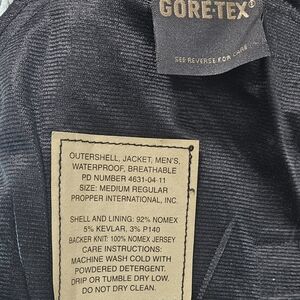 GORE-TEX®
SEE REVERSE FOR CARE
OUTERSHELL, JACKET, MEN'S,
WATERPROOF, BREATHABLE
PD NUMBER 4631-04-11
SIZE: MEDIUM REGULAR
PROPPER INTERNATIONAL, INC.
SHELL AND LINING: 92% NOMEX
5% KEVLAR, 3% P140
BACKER KNIT: 100% NOMEX JERSEY
CARE INSTRUCTIONS:
MACHINE WASH COLD WITH
POWDERED DETERGENT.
DRIP OR TUMBLE DRY LOW.
DO NOT DRY CLEAN.